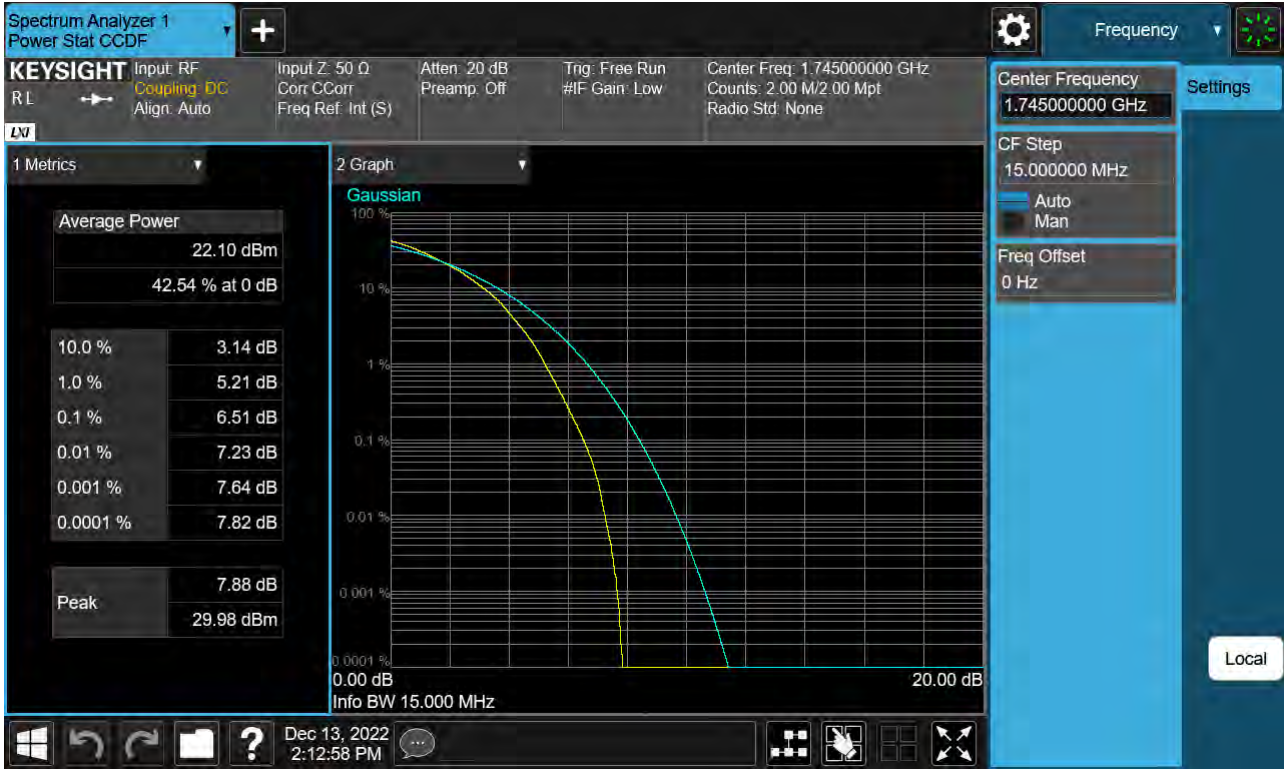 Spectrum Analyzer 1
Power Stat CCDF
Frequency
KEYSIGHT
R L
LXI
Input: RF
Coupling: DC
Align: Auto
Input Z: 50 Ω
Corr CCorr
Freq Ref: Int (S)
Atten: 20 dB
Preamp: Off
Trig: Free Run
#IF Gain: Low
Center Freq: 1.745000000 GHz
Counts: 2.00 M/2.00 Mpt
Radio Std: None
Center Frequency
1.745000000 GHz
Settings
CF Step
15.000000 MHz
Auto
Man
Freq Offset
0 Hz
1 Metrics
Average Power
22.10 dBm
42.54 % at 0 dB
10.0 % 3.14 dB
1.0 % 5.21 dB
0.1 % 6.51 dB
0.01 % 7.23 dB
0.001 % 7.64 dB
0.0001 % 7.82 dB
Peak
7.88 dB
29.98 dBm
2 Graph
Gaussian
100 %
10 %
1 %
0.1 %
0.01 %
0.001 %
0.0001 %
0.00 dB 20.00 dB
Info BW 15.000 MHz
Local
?
Dec 13, 2022
2:12:58 PM